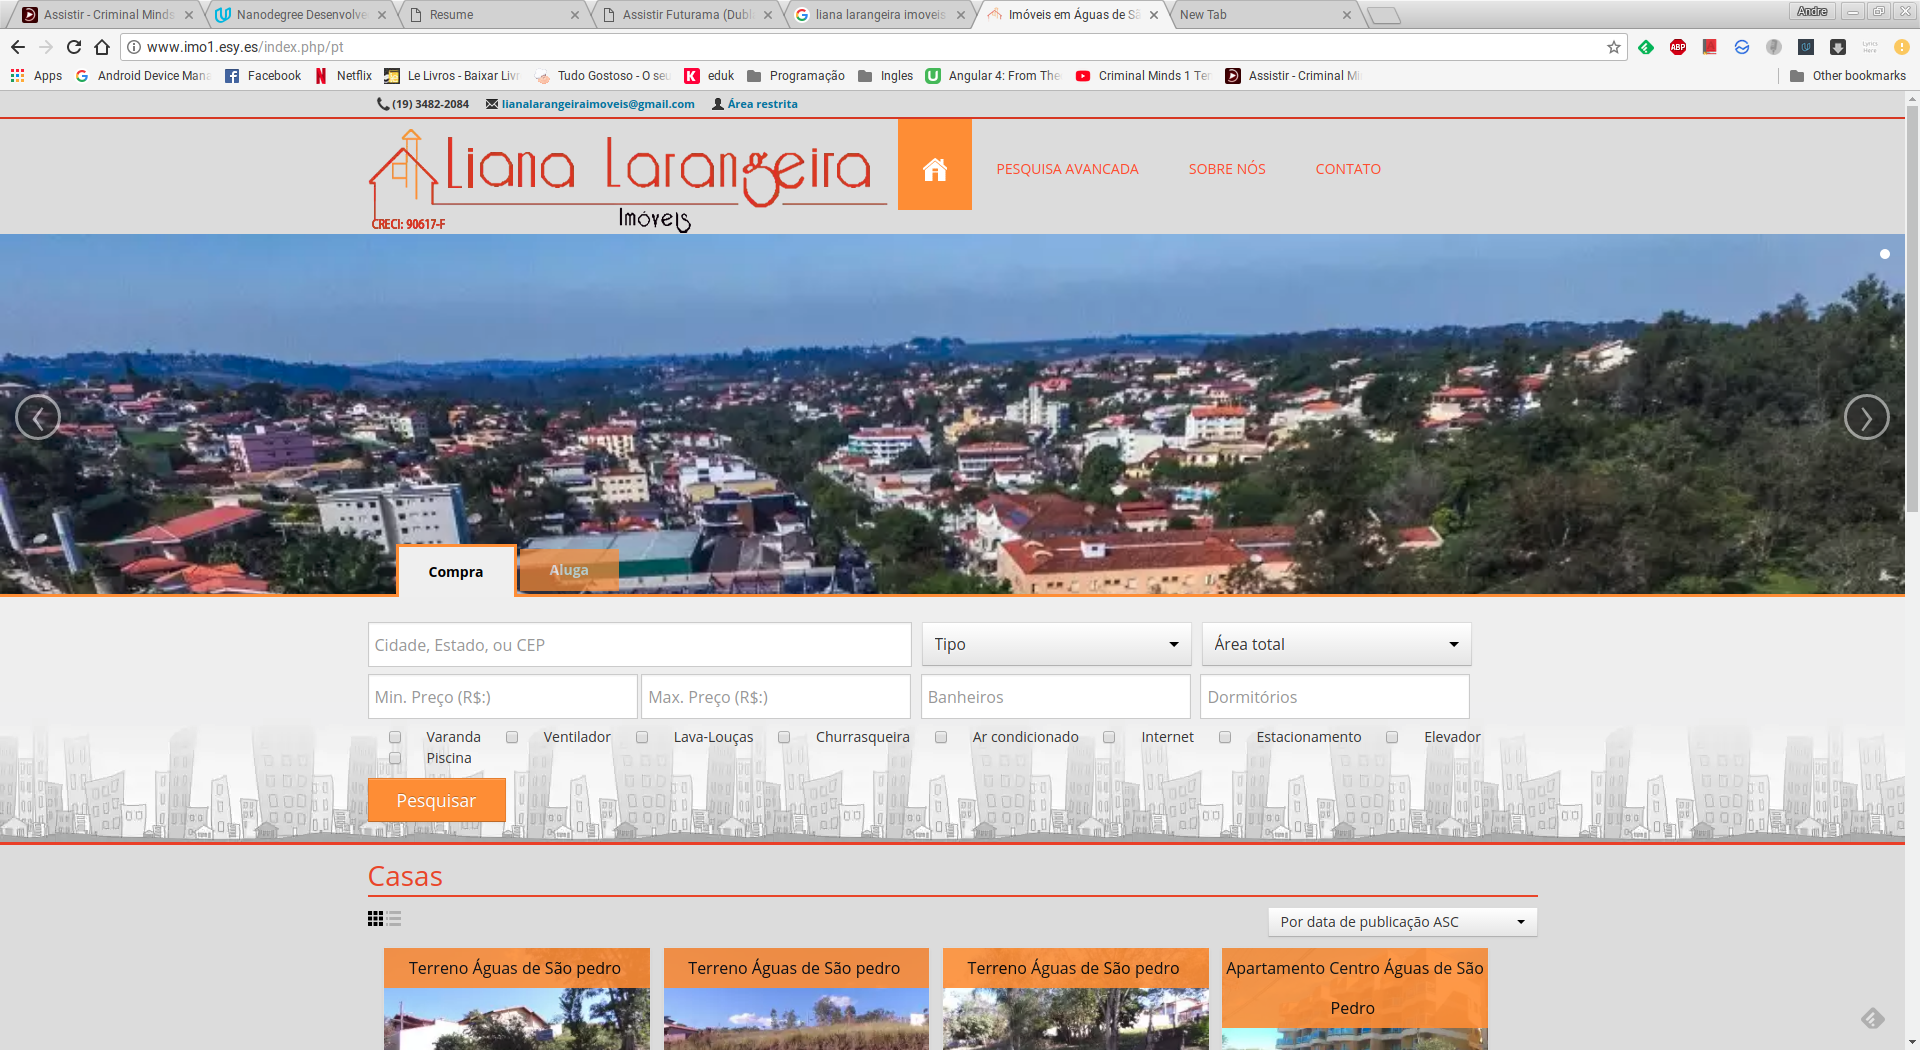 Assistir - Criminal Minds
Nanodegree Desenvolve
Resume
Assistir Futurama (Dubl
liana larangeira imoveis
Imóveis em Águas de Sã
New Tab
Andre
www.imo1.esy.es/index.php/pt
Apps
Android Device Mana
Facebook
Netflix
Le Livros - Baixar Livr
Tudo Gostoso - O seu
eduk
Programação
Ingles
Angular 4: From The
Criminal Minds 1 Tem
Assistir - Criminal Mi
Other bookmarks
(19) 3482-2084
lianalarangeiraimoveis@gmail.com
Área restrita
Liana Larangeira
Imóveis
CRECI: 90617-F
PESQUISA AVANCADA
SOBRE NÓS
CONTATO
Compra
Aluga
Cidade, Estado, ou CEP
Tipo
Área total
Min. Preço (R$:)
Max. Preço (R$:)
Banheiros
Dormitórios
Varanda
Ventilador
Lava-Louças
Churrasqueira
Ar condicionado
Internet
Estacionamento
Elevador
Piscina
Pesquisar
Casas
Por data de publicação ASC
Terreno Águas de São pedro
Terreno Águas de São pedro
Terreno Águas de São pedro
Apartamento Centro Águas de São
Pedro